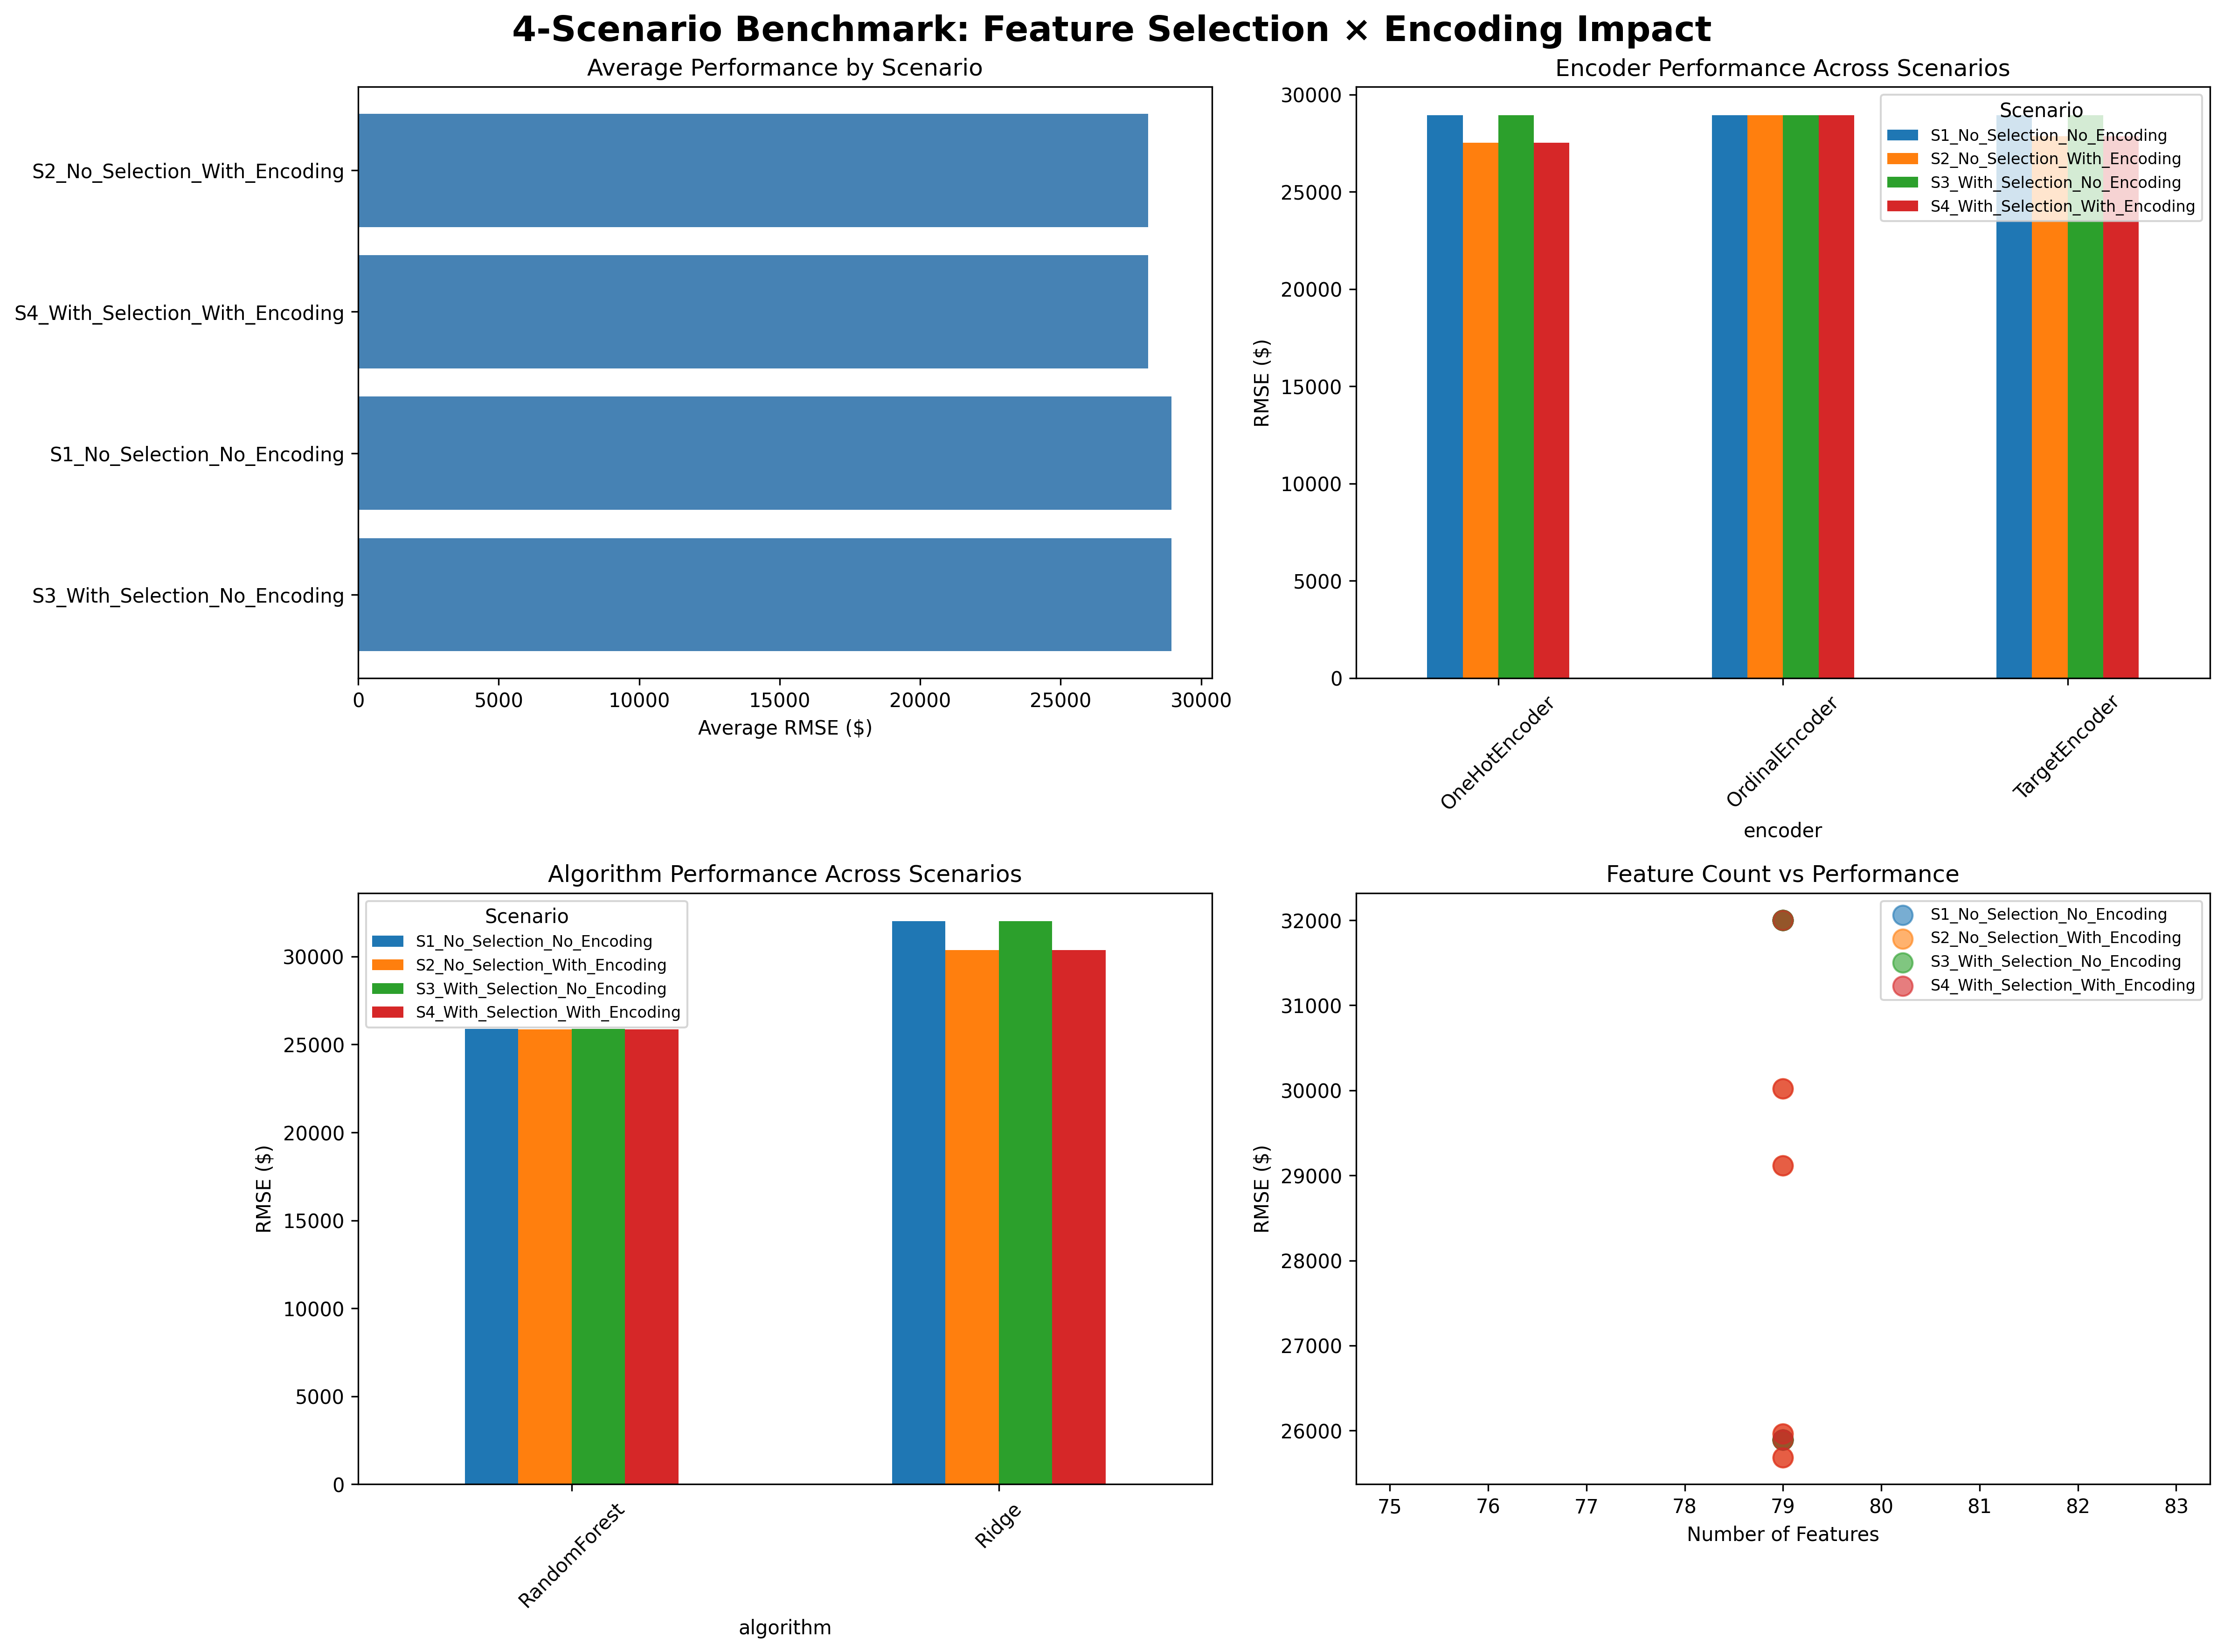 4-Scenario Benchmark: Feature Selection × Encoding Impact
Average Performance by Scenario
S2_No_Selection_With_Encoding
S4_With_Selection_With_Encoding
S1_No_Selection_No_Encoding
S3_With_Selection_No_Encoding
0 5000 10000 15000 20000 25000 30000
Average RMSE ($)
Encoder Performance Across Scenarios
30000
25000
20000
15000
10000
5000
0
RMSE ($)
Scenario
S1_No_Selection_No_Encoding
S2_No_Selection_With_Encoding
S3_With_Selection_No_Encoding
S4_With_Selection_With_Encoding
OneHotEncoder OrdinalEncoder TargetEncoder
encoder
Algorithm Performance Across Scenarios
Scenario
S1_No_Selection_No_Encoding
S2_No_Selection_With_Encoding
S3_With_Selection_No_Encoding
S4_With_Selection_With_Encoding
30000
25000
20000
15000
10000
5000
0
RMSE ($)
RandomForest Ridge
algorithm
Feature Count vs Performance
S1_No_Selection_No_Encoding
S2_No_Selection_With_Encoding
S3_With_Selection_No_Encoding
S4_With_Selection_With_Encoding
32000
31000
30000
29000
28000
27000
26000
RMSE ($)
75 76 77 78 79 80 81 82 83
Number of Features